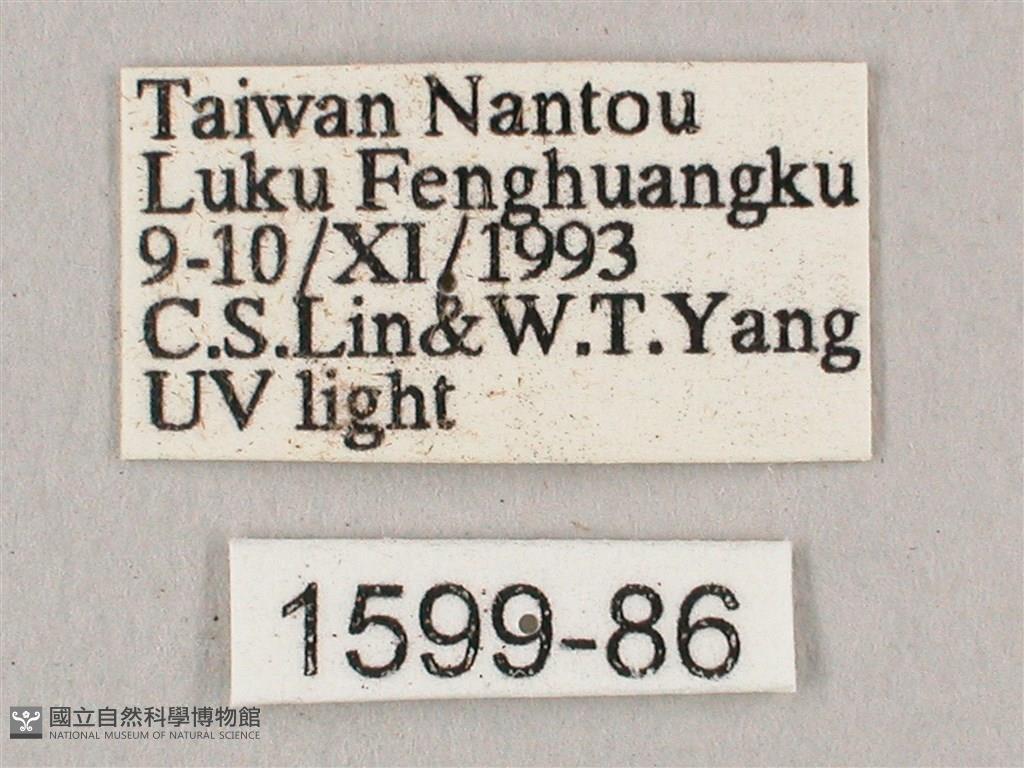 Taiwan Nantou
Luku Fenghuangku
9-10/XI/1993
C.S.Lin&W.T.Yang
UV light
1599-86
國立自然科學博物館
NATIONAL MUSEUM OF NATURAL SCIENCE